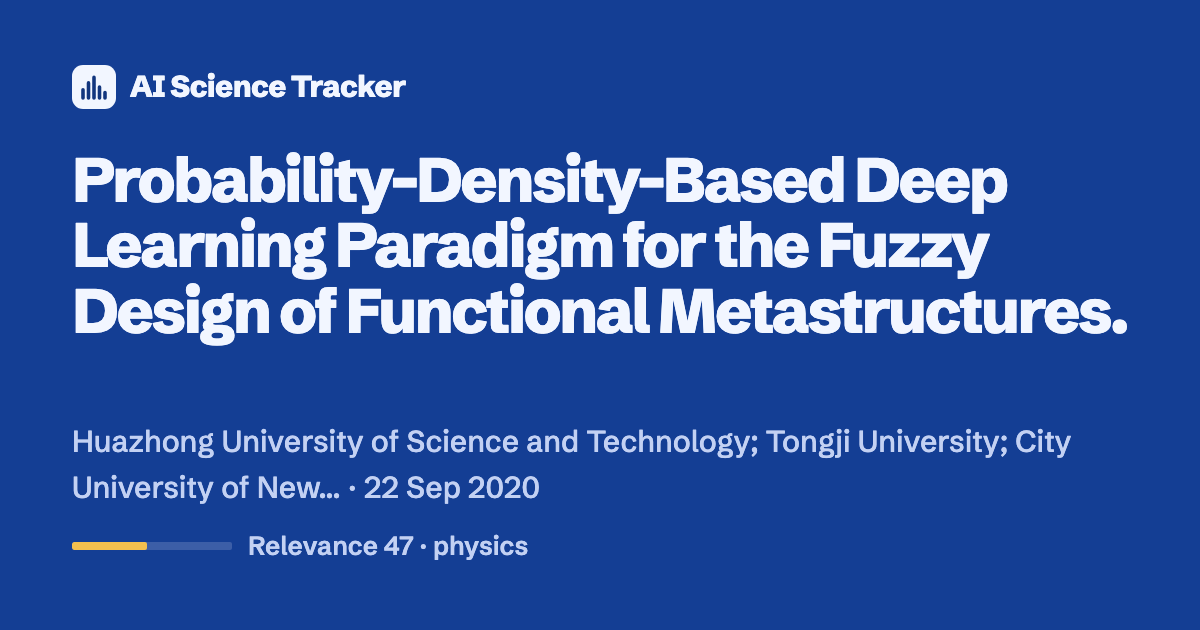 AI Science Tracker
Probability-Density-Based Deep
Learning Paradigm for the Fuzzy
Design of Functional Metastructures.
Huazhong University of Science and Technology; Tongji University; City
University of New... · 22 Sep 2020
Relevance 47 · physics